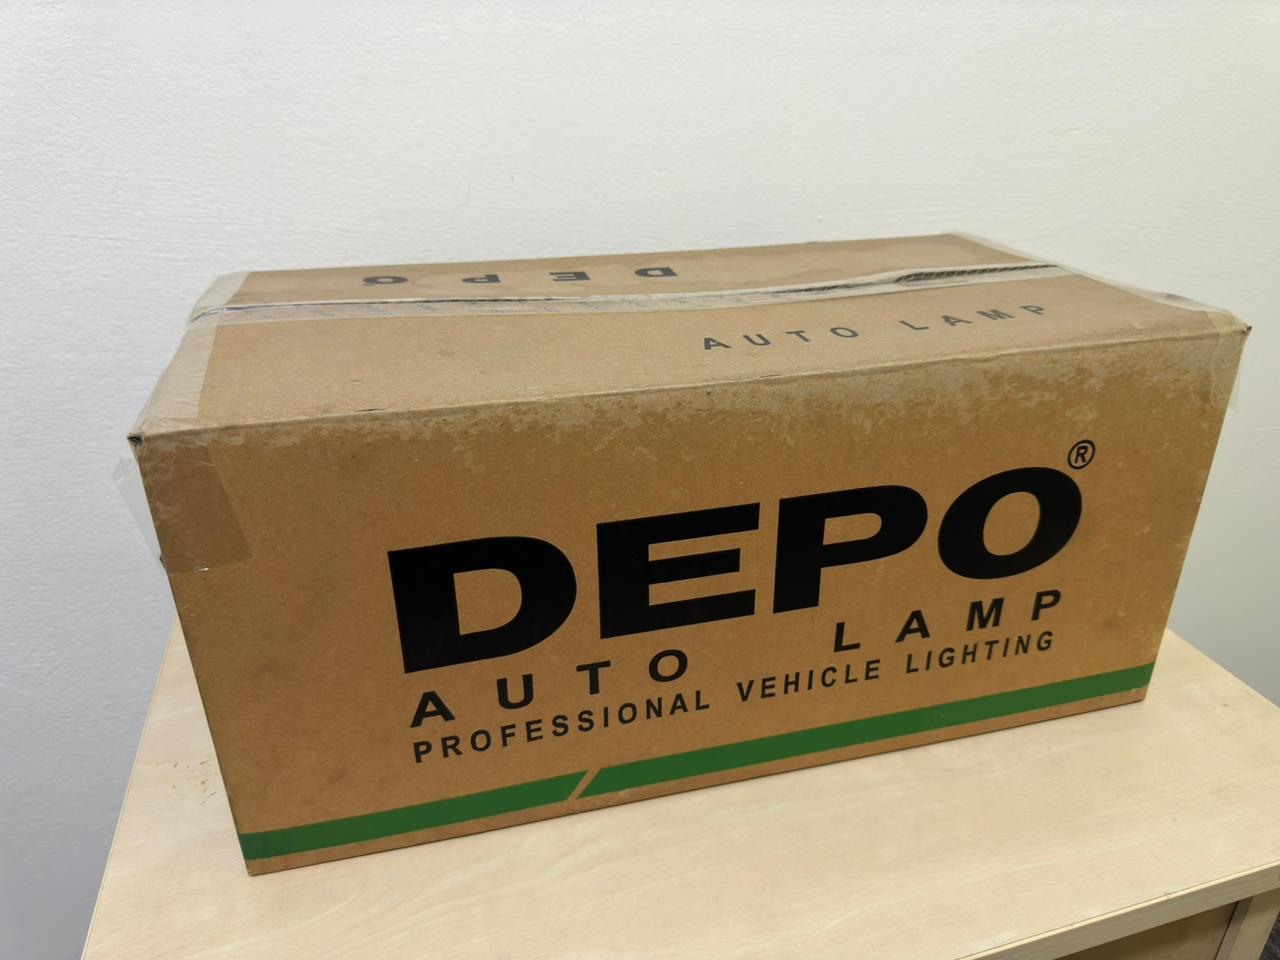 DEPO
AUTO LAMP
DEPO®
AUTO LAMP
PROFESSIONAL VEHICLE LIGHTING